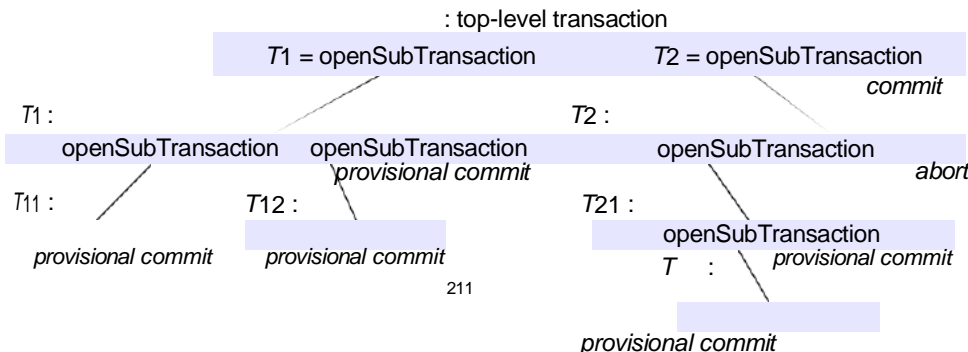 : top-level transaction
T1 = openSubTransaction T2 = openSubTransaction
commit
T1 : T2 :
openSubTransaction openSubTransaction openSubTransaction
provisional commit abort
T11 : T12 : T21 :
openSubTransaction
provisional commit provisional commit provisional commit
T :
211
provisional commit